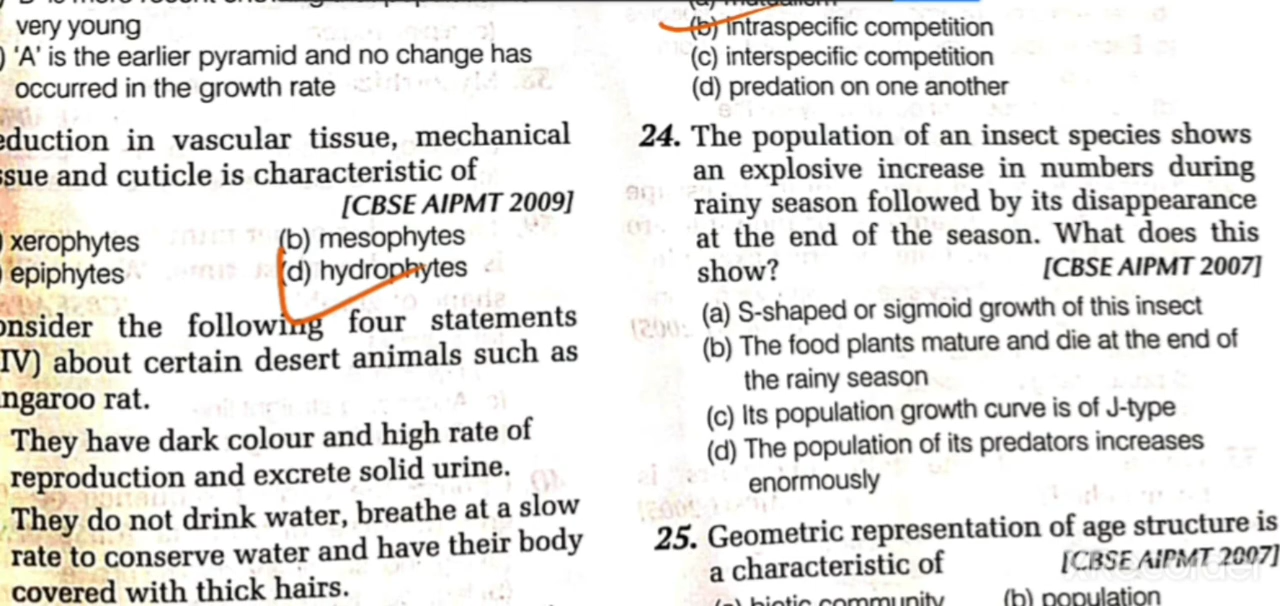 very young
) 'A' is the earlier pyramid and no change has
occurred in the growth rate
eduction in vascular tissue, mechanical
ssue and cuticle is characteristic of
[CBSE AIPMT 2009]
) xerophytes (b) mesophytes
epiphytes (d) hydrophytes
onsider the following four statements
IV) about certain desert animals such as
ngaroo rat.
They have dark colour and high rate of
reproduction and excrete solid urine.
They do not drink water, breathe at a slow
rate to conserve water and have their body
covered with thick hairs.
(a) mutualism
(b) intraspecific competition
(c) interspecific competition
(d) predation on one another
24. The population of an insect species shows
an explosive increase in numbers during
rainy season followed by its disappearance
at the end of the season. What does this
show? [CBSE AIPMT 2007]
(a) S-shaped or sigmoid growth of this insect
(b) The food plants mature and die at the end of
the rainy season
(c) Its population growth curve is of J-type
(d) The population of its predators increases
enormously
25. Geometric representation of age structure is
a characteristic of [CBSE AIPMT 2007]
(a) biotic community (b) population